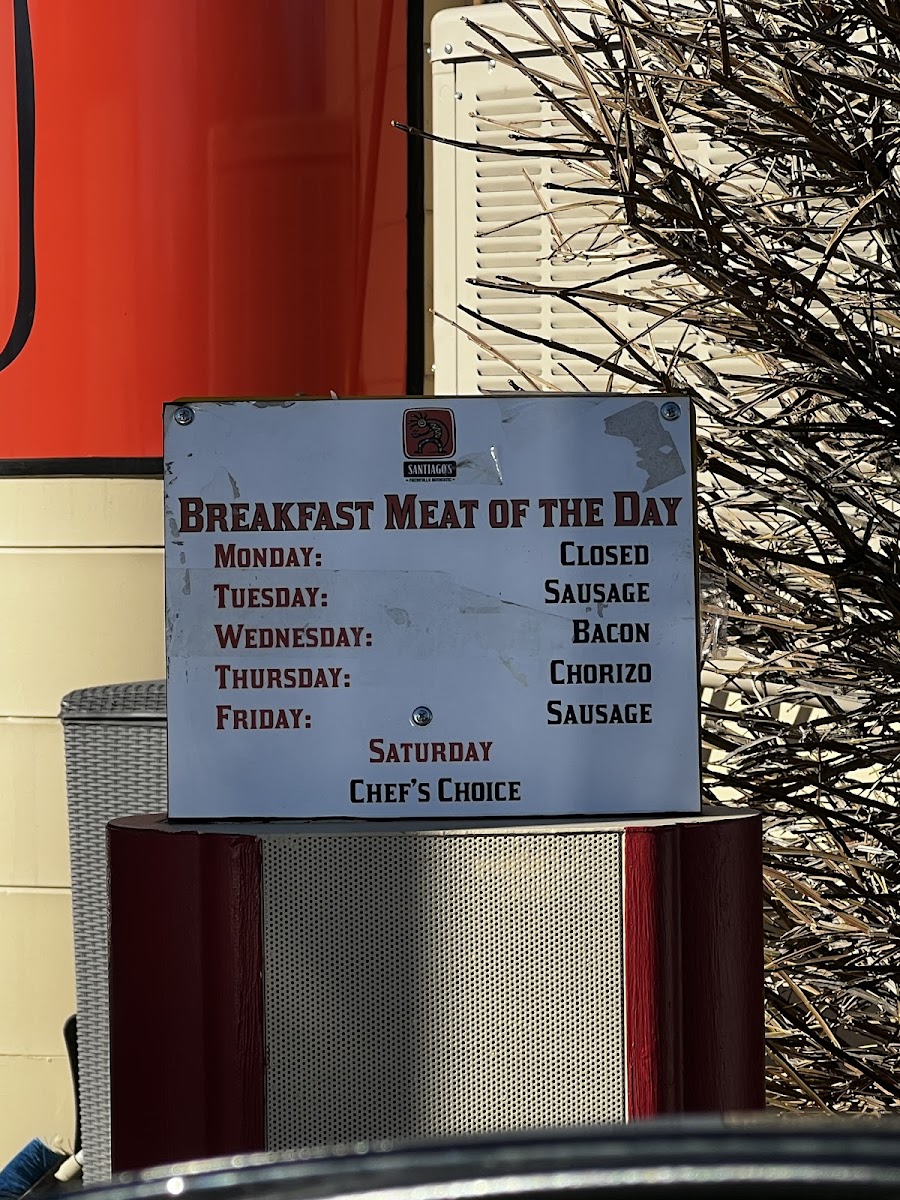 SANTIAGO'S
BREAKFAST MEAT OF THE DAY
MONDAY: CLOSED
TUESDAY: SAUSAGE
WEDNESDAY: BACON
THURSDAY: CHORIZO
FRIDAY: SAUSAGE
SATURDAY
CHEF'S CHOICE